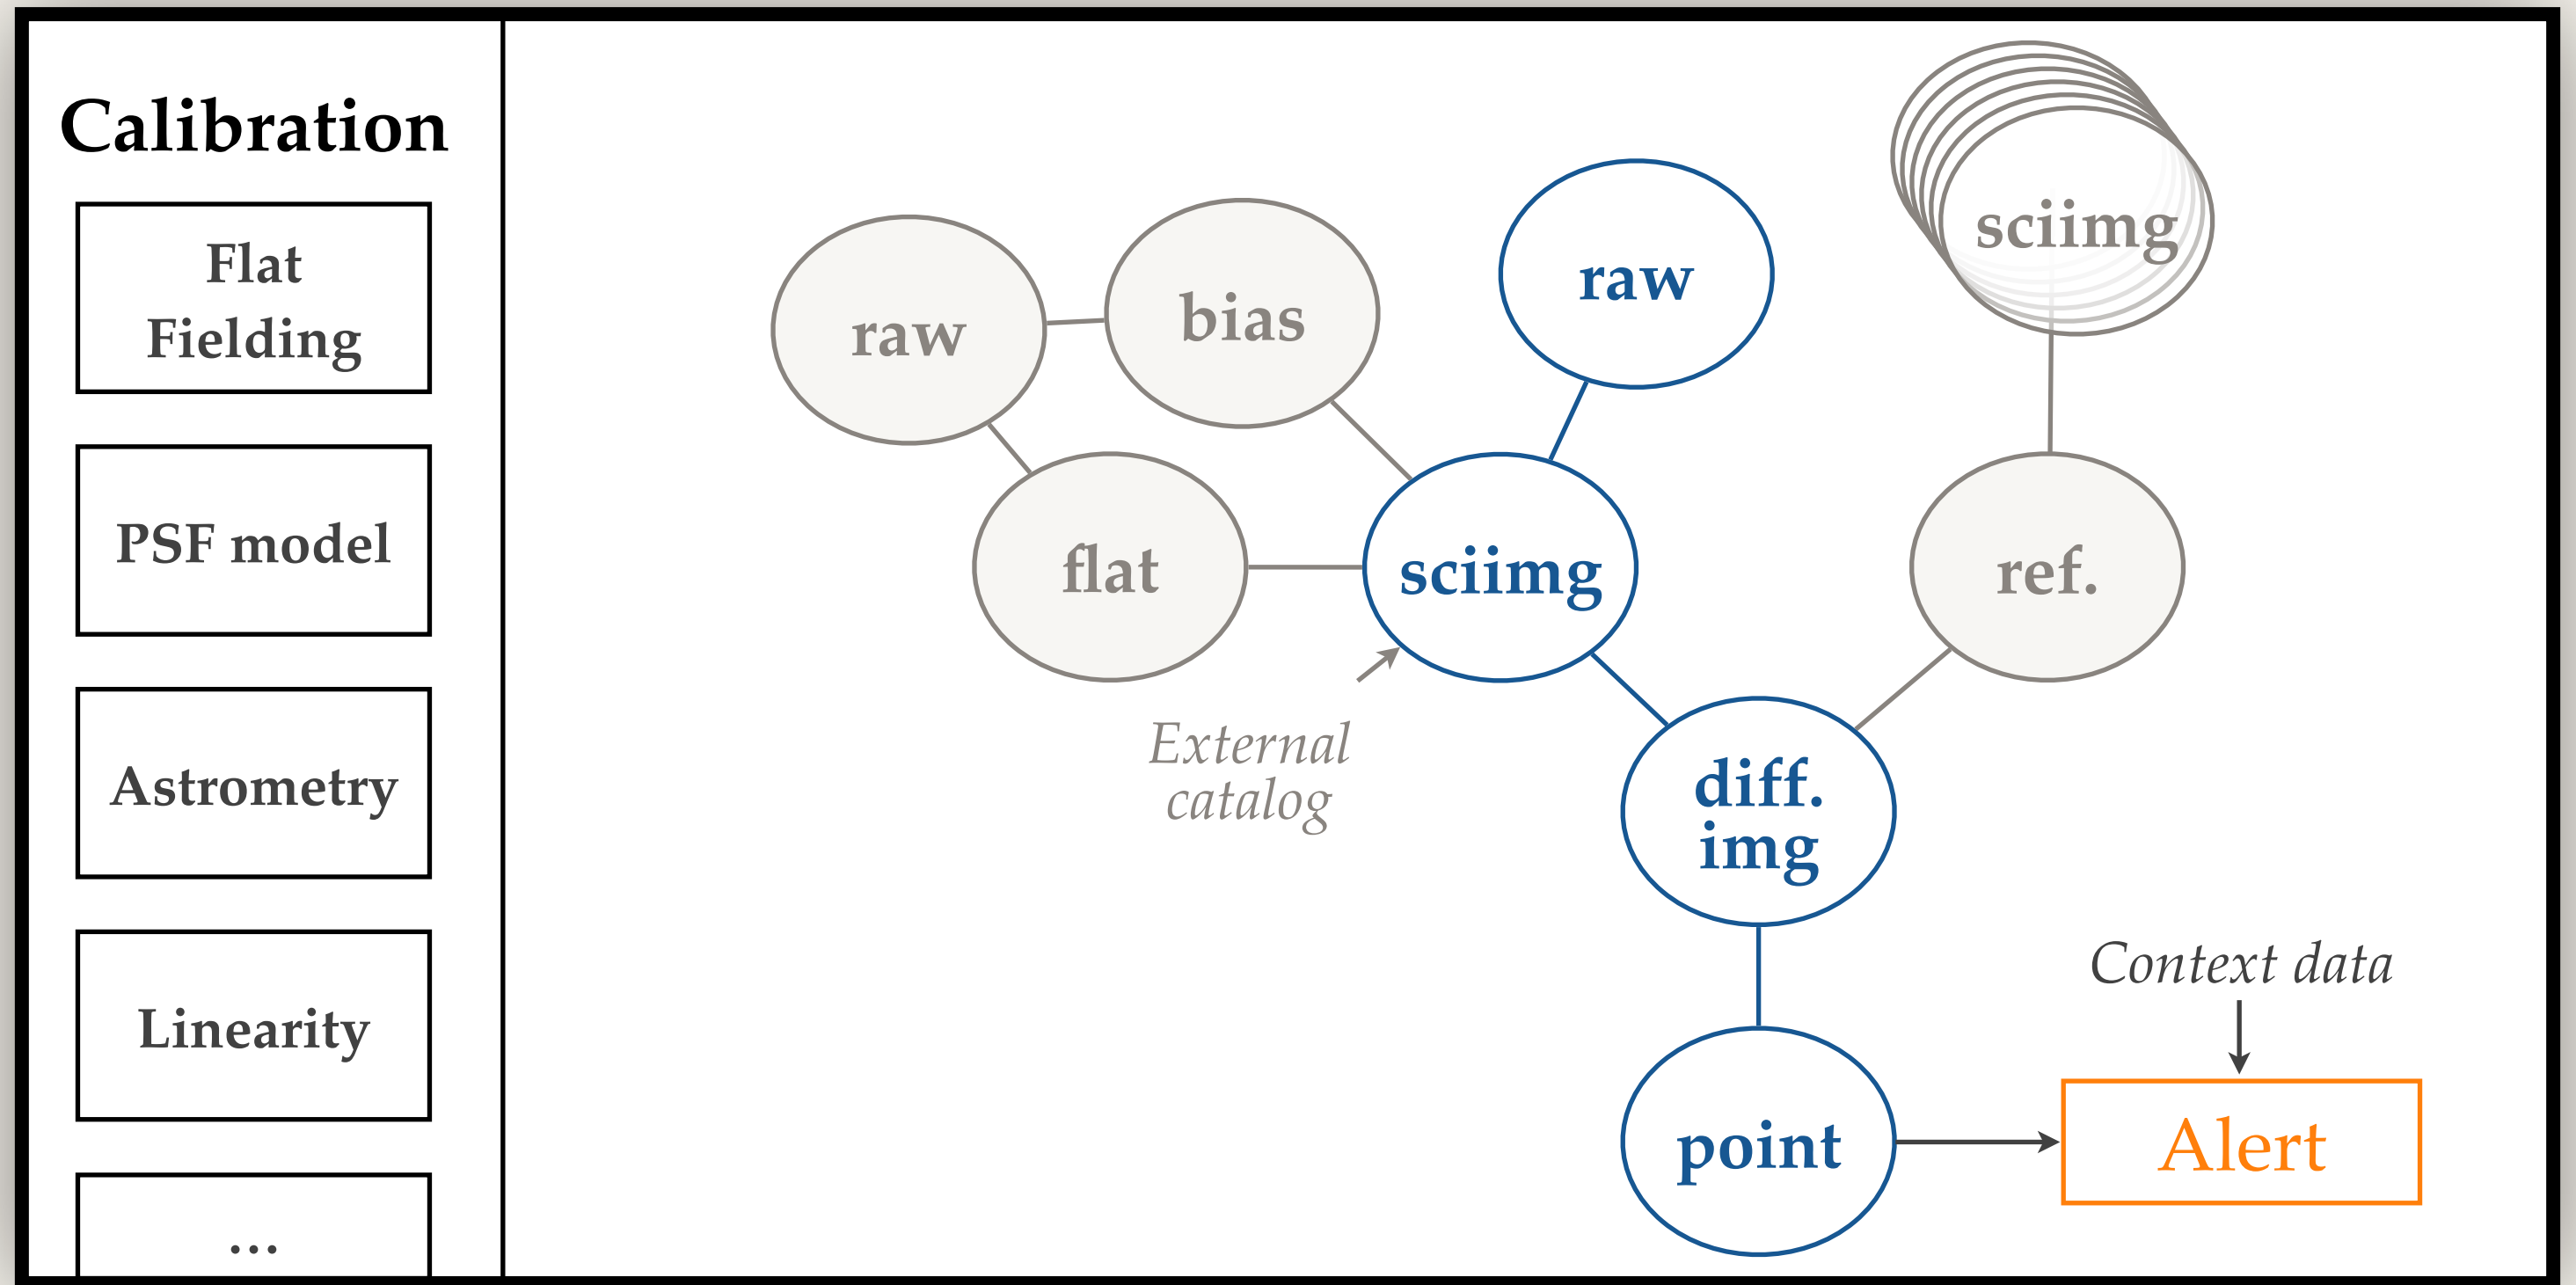 Calibration
Flat
Fielding
PSF model
Astrometry
Linearity
...
raw
bias
raw
sciimg
flat
sciimg
ref.
External
catalog
diff.
img
point
Context data
Alert